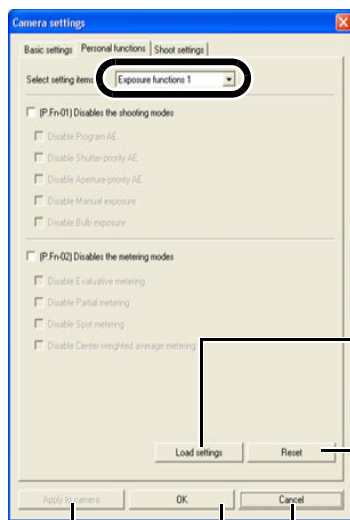 Camera settings
Basic settings Personal functions Shoot settings
Select setting items Exposure functions 1
(P.Fn-01) Disables the shooting modes
Disable Program AE
Disable Shutter-priority AE
Disable Aperture-priority AE
Disable Manual exposure
Disable Bulb exposure
(P.Fn-02) Disables the metering modes
Disable Evaluative metering
Disable Partial metering
Disable Spot metering
Disable Center-weighted average metering
Load settings Reset
Apply to camera OK Cancel